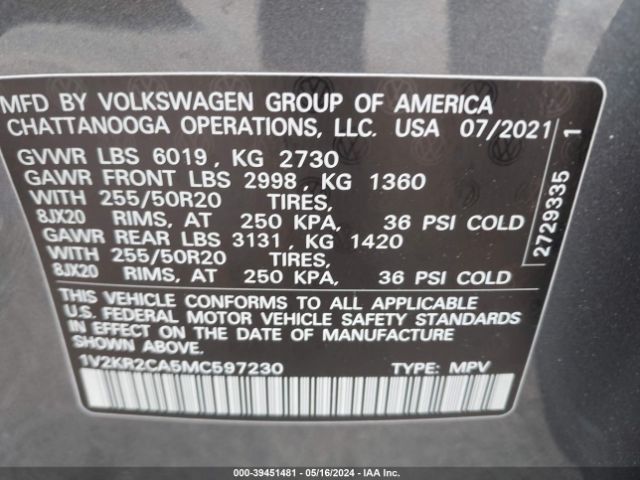 MFD BY VOLKSWAGEN GROUP OF AMERICA
CHATTANOOGA OPERATIONS, LLC. USA 07/2021
GVWR LBS 6019, KG 2730
GAWR FRONT LBS 2998, KG 1360
WITH 255/50R20 TIRES,
8JX20 RIMS, AT 250 KPA, 36 PSI COLD
GAWR REAR LBS 3131, KG 1420
WITH 255/50R20 TIRES,
8JX20 RIMS, AT 250 KPA, 36 PSI COLD
THIS VEHICLE CONFORMS TO ALL APPLICABLE
U.S. FEDERAL MOTOR VEHICLE SAFETY STANDARDS
IN EFFECT ON THE DATE OF MANUFACTURE
SHOWN ABOVE.
1V2KR2CA5MC597230 TYPE: MPV
2729335 1
000-39451481 - 05/16/2024 - IAA Inc.